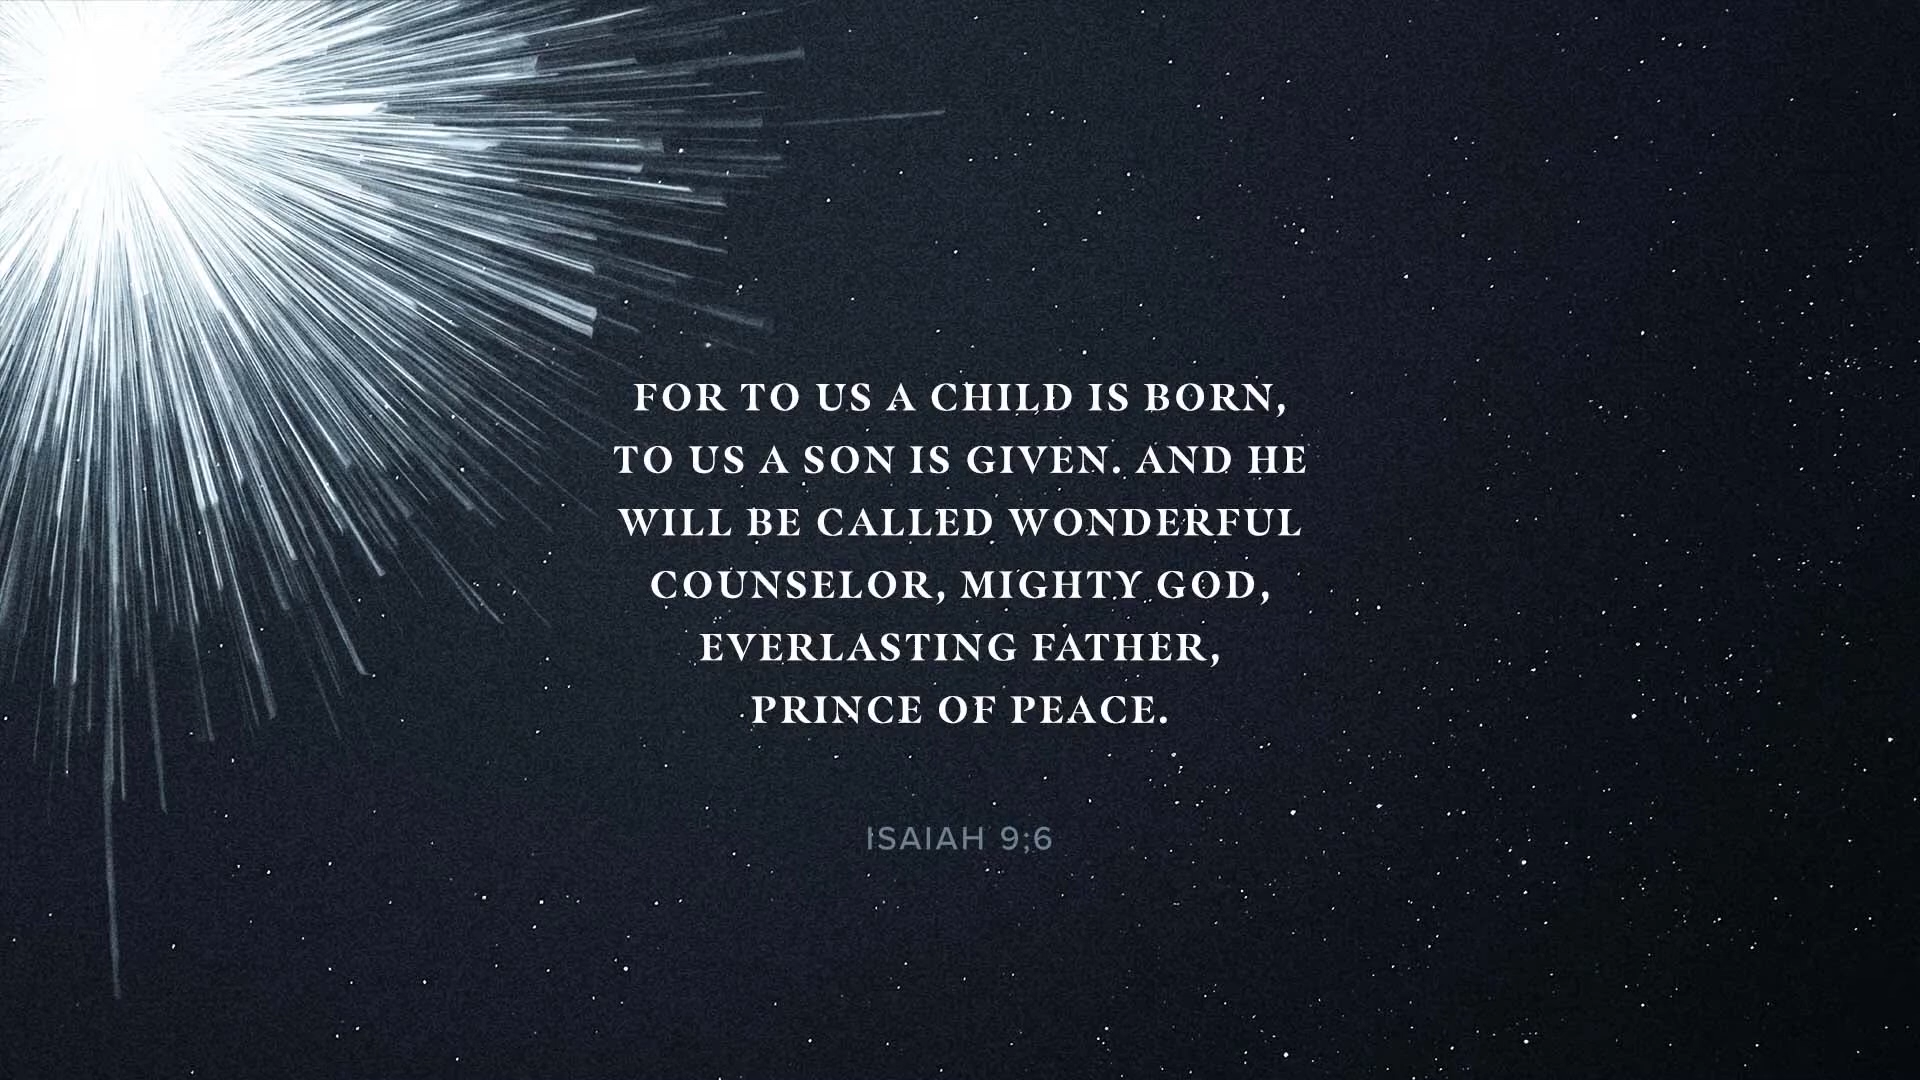 FOR TO US A CHILD IS BORN,
TO US A SON IS GIVEN. AND HE
WILL BE CALLED WONDERFUL
COUNSELOR, MIGHTY GOD,
EVERLASTING FATHER,
PRINCE OF PEACE.
ISAIAH 9;6